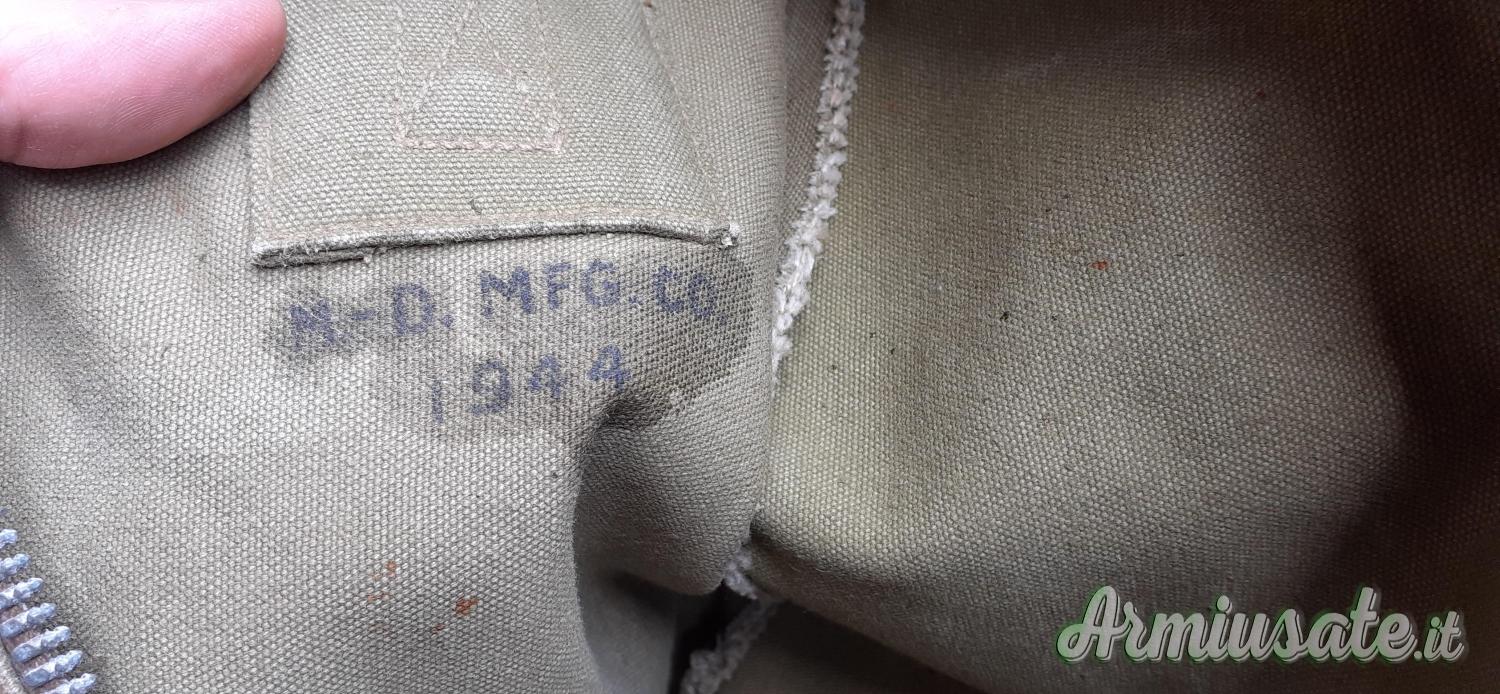 M.-D. MFG. CO.
1944
Armiusate.it